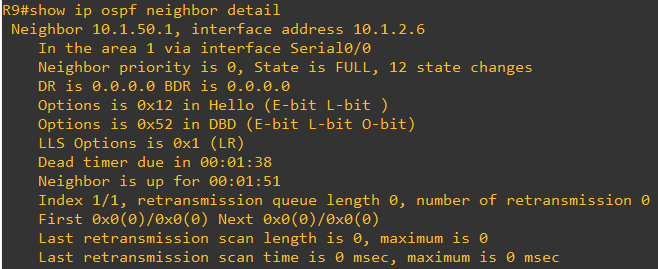 R9#show ip ospf neighbor detail
Neighbor 10.1.50.1, interface address 10.1.2.6
In the area 1 via interface Serial0/0
Neighbor priority is 0, State is FULL, 12 state changes
DR is 0.0.0.0 BDR is 0.0.0.0
Options is 0x12 in Hello (E-bit L-bit )
Options is 0x52 in DBD (E-bit L-bit O-bit)
LLS Options is 0x1 (LR)
Dead timer due in 00:01:38
Neighbor is up for 00:01:51
Index 1/1, retransmission queue length 0, number of retransmission 0
First 0x0(0)/0x0(0) Next 0x0(0)/0x0(0)
Last retransmission scan length is 0, maximum is 0
Last retransmission scan time is 0 msec, maximum is 0 msec